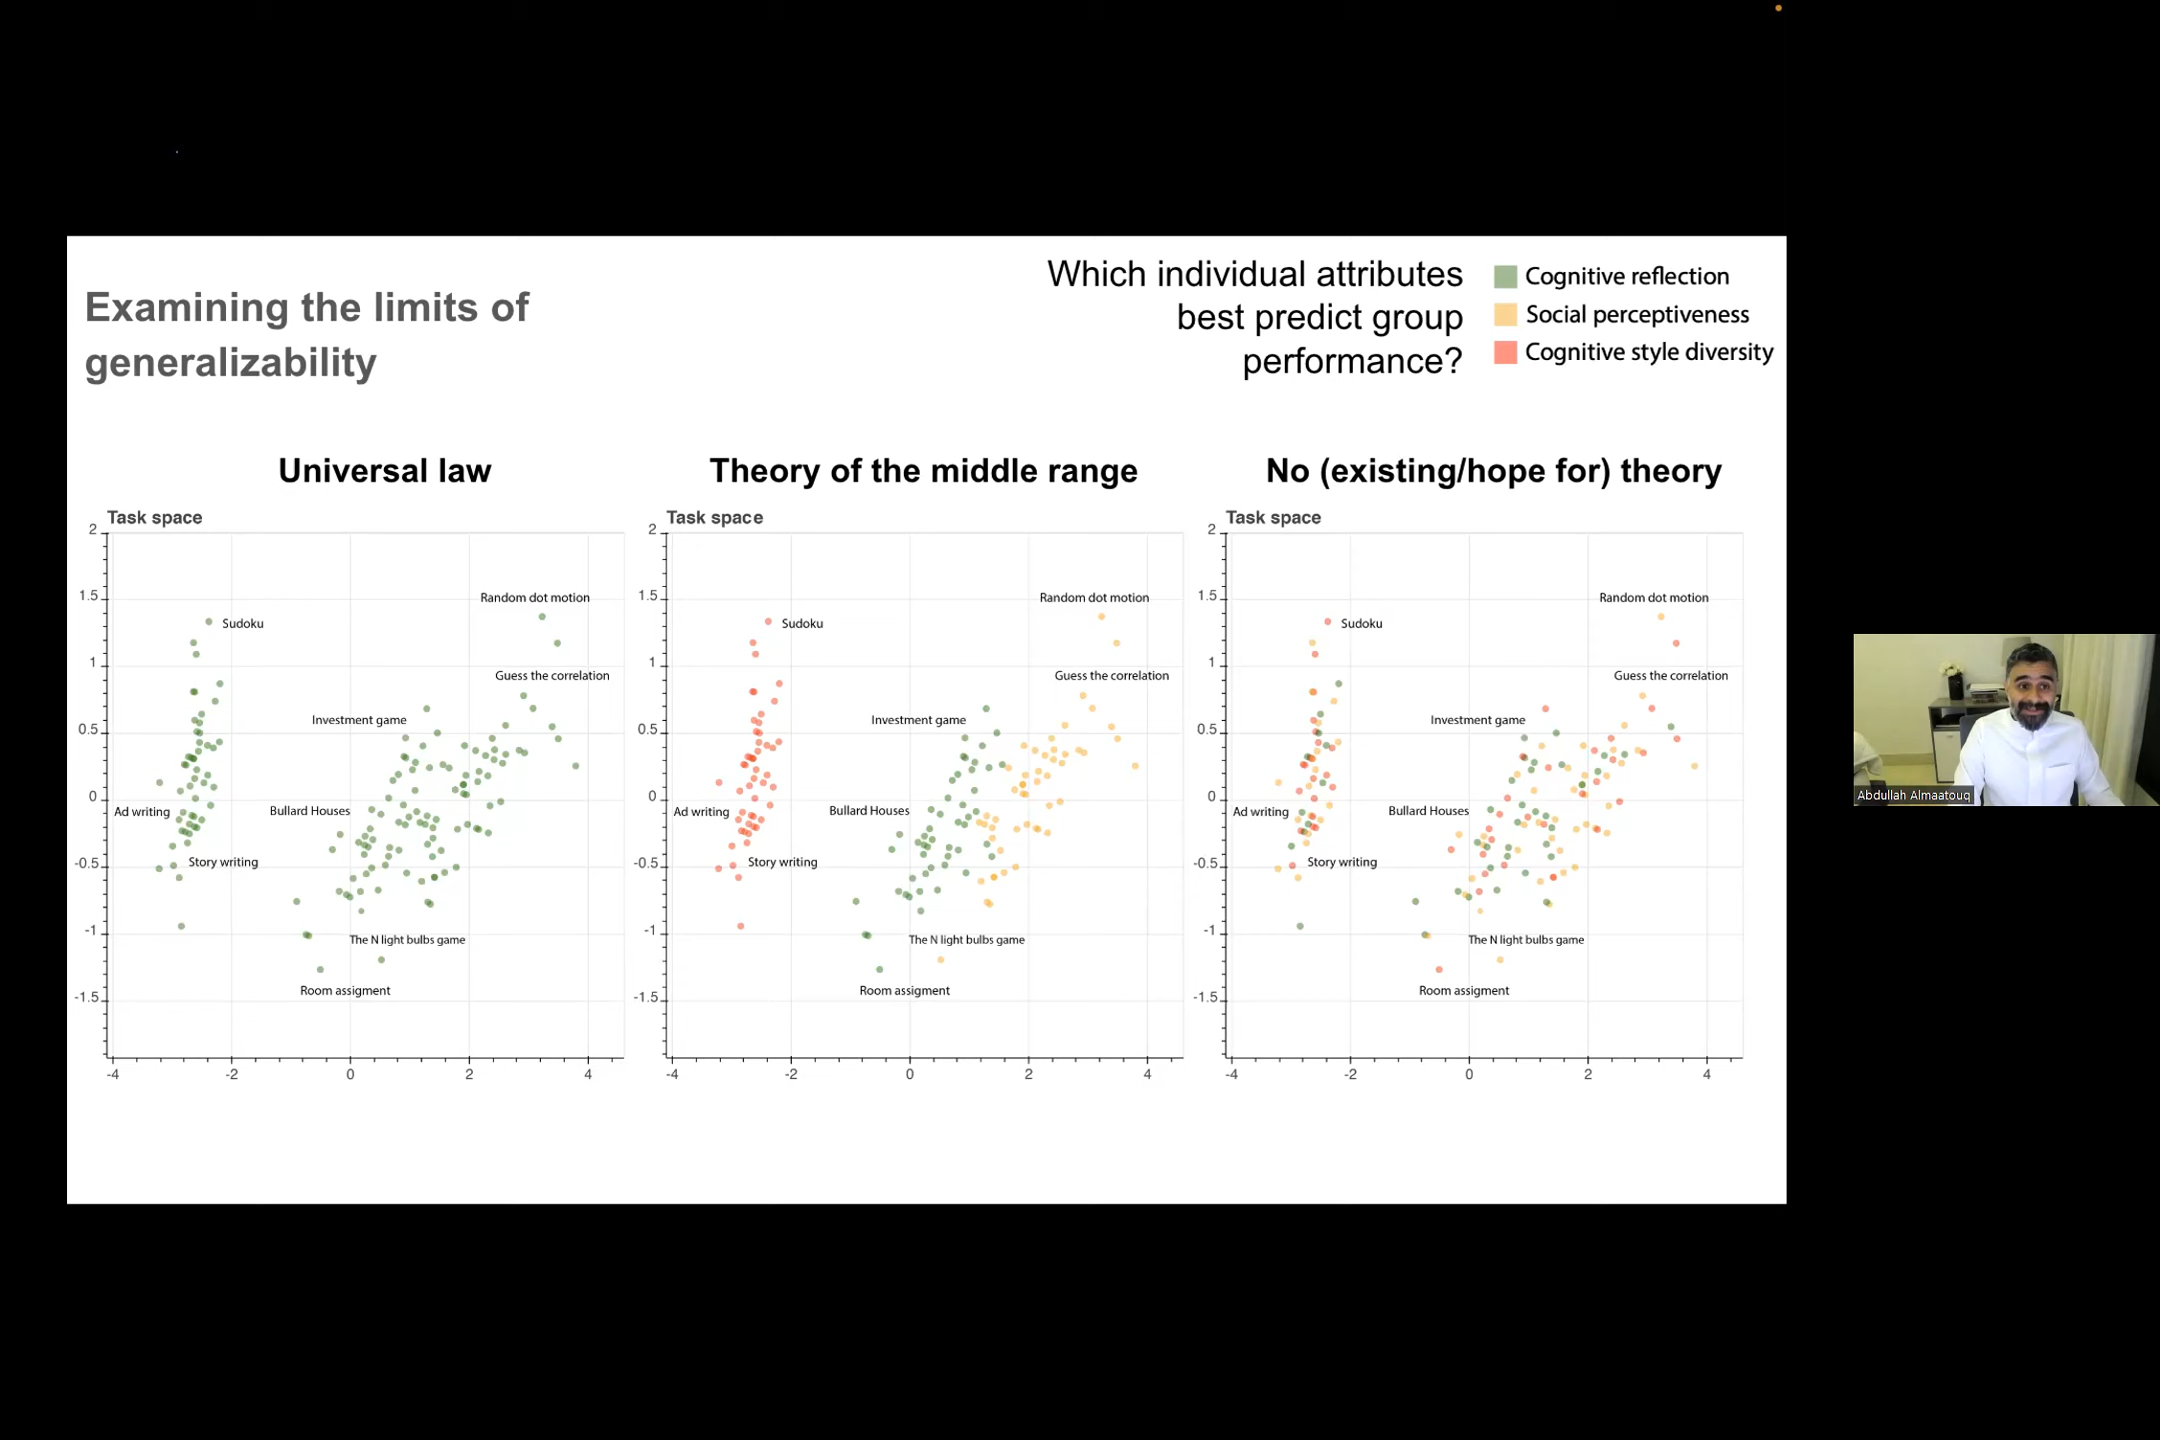 Examining the limits of
generalizability
Which individual attributes
best predict group
performance?
Cognitive reflection
Social perceptiveness
Cognitive style diversity
Universal law
Task space
2
1.5
1
0.5
0
-0.5
-1
-1.5
-4
-2
0
2
4
Random dot motion
Sudoku
Guess the correlation
Investment game
Ad writing
Bullard Houses
Story writing
The N light bulbs game
Room assigment
Theory of the middle range
Task space
2
1.5
1
0.5
0
-0.5
-1
-1.5
-4
-2
0
2
4
Random dot motion
Sudoku
Guess the correlation
Investment game
Ad writing
Bullard Houses
Story writing
The N light bulbs game
Room assigment
No (existing/hope for) theory
Task space
2
1.5
1
0.5
0
-0.5
-1
-1.5
-4
-2
0
2
4
Random dot motion
Sudoku
Guess the correlation
Investment game
Ad writing
Bullard Houses
Story writing
The N light bulbs game
Room assigment
Abdullah Almaatouq